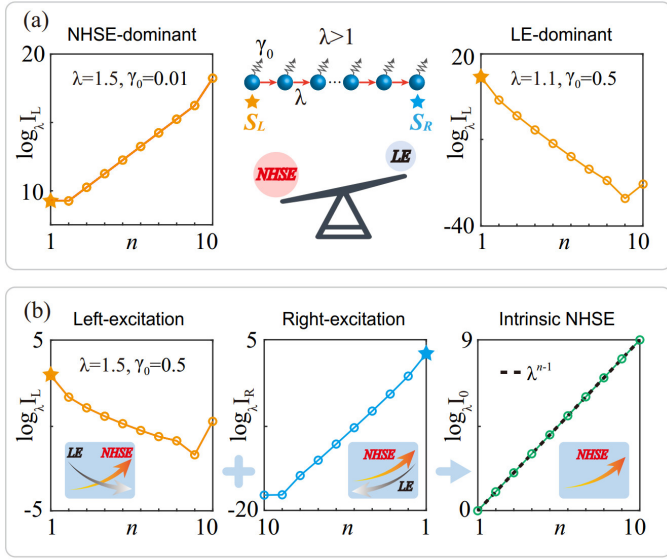 (a)
NHSE-dominant
log_λ I_L
20
10
λ=1.5, γ₀=0.01
1
n
10
γ₀
λ>1
...
λ
S_L
S_R
NHSE
LE
LE-dominant
log_λ I_L
20
-40
λ=1.1, γ₀=0.5
1
n
10
(b)
Left-excitation
log_λ I_L
5
-5
λ=1.5, γ₀=0.5
LE
NHSE
1
n
10
+
Right-excitation
log_λ I_R
5
-20
NHSE
LE
10
n
1
Intrinsic NHSE
log_λ I_0
9
0
λⁿ⁻¹
NHSE
1
n
10